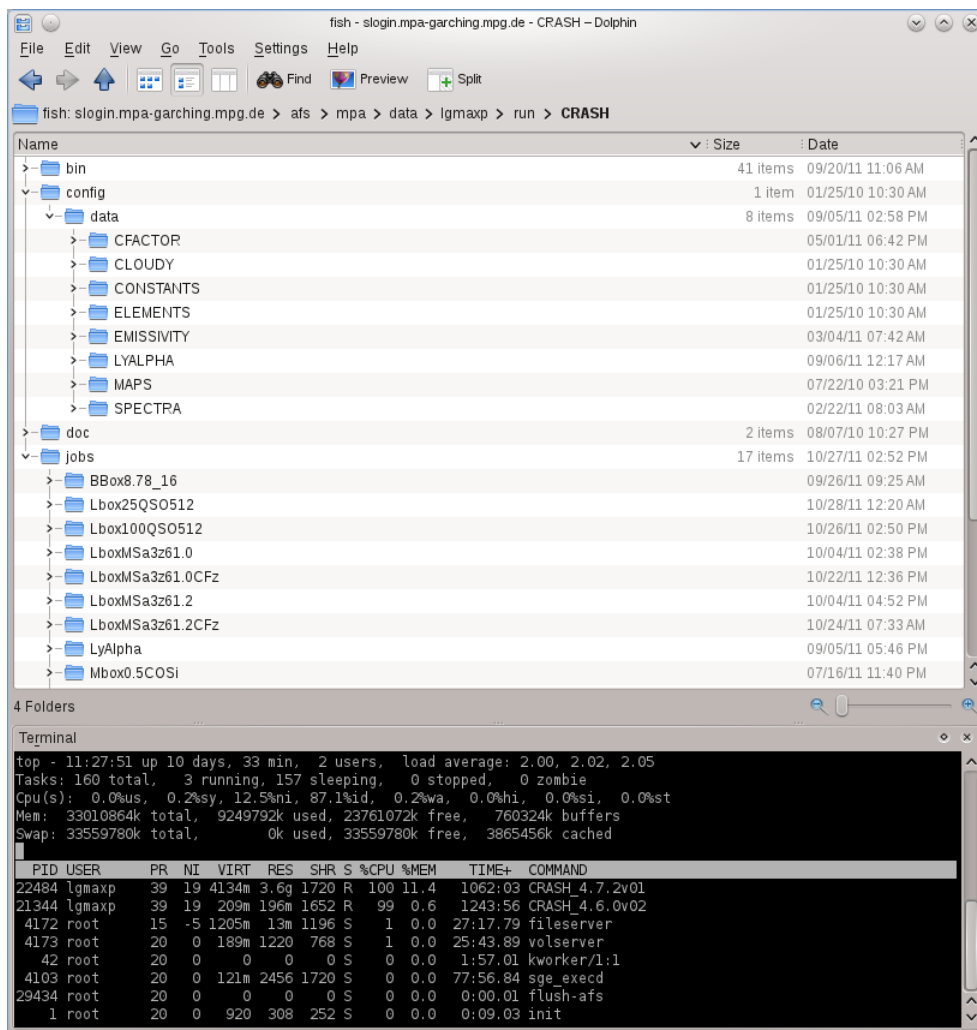 fish - slogin.mpa-garching.mpg.de - CRASH – Dolphin
File Edit View Go Tools Settings Help
Find Preview Split
fish: slogin.mpa-garching.mpg.de > afs > mpa > data > lgmaxp > run > CRASH
Name Size Date
bin 41 items 09/20/11 11:06 AM
config 1 item 01/25/10 10:30 AM
data 8 items 09/05/11 02:58 PM
CFACTOR 05/01/11 06:42 PM
CLOUDY 01/25/10 10:30 AM
CONSTANTS 01/25/10 10:30 AM
ELEMENTS 01/25/10 10:30 AM
EMISSIVITY 03/04/11 07:42 AM
LYALPHA 09/06/11 12:17 AM
MAPS 07/22/10 03:21 PM
SPECTRA 02/22/11 08:03 AM
doc 2 items 08/07/10 10:27 PM
jobs 17 items 10/27/11 02:52 PM
BBox8.78_16 09/26/11 09:25 AM
Lbox25QSO512 10/28/11 12:20 AM
Lbox100QSO512 10/26/11 02:50 PM
LboxMSa3z61.0 10/04/11 02:38 PM
LboxMSa3z61.0CFz 10/22/11 12:36 PM
LboxMSa3z61.2 10/04/11 04:52 PM
LboxMSa3z61.2CFz 10/24/11 07:33 AM
LyAlpha 09/05/11 05:46 PM
Mbox0.5COSi 07/16/11 11:40 PM
4 Folders
Terminal
top - 11:27:51 up 10 days, 33 min, 2 users, load average: 2.00, 2.02, 2.05
Tasks: 160 total, 3 running, 157 sleeping, 0 stopped, 0 zombie
Cpu(s): 0.0%us, 0.2%sy, 12.5%ni, 87.1%id, 0.2%wa, 0.0%hi, 0.0%si, 0.0%st
Mem: 33010864k total, 9249792k used, 23761072k free, 760324k buffers
Swap: 33559780k total, 0k used, 33559780k free, 3865456k cached
PID USER PR NI VIRT RES SHR S %CPU %MEM TIME+ COMMAND
22484 lgmaxp 39 19 4134m 3.6g 1720 R 100 11.4 1062:03 CRASH_4.7.2v01
21344 lgmaxp 39 19 209m 196m 1652 R 99 0.6 1243:56 CRASH_4.6.0v02
4172 root 15 -5 1205m 13m 1196 S 1 0.0 27:17.79 fileserver
4173 root 20 0 189m 1220 768 S 1 0.0 25:43.89 volserver
42 root 20 0 0 0 0 S 0 0.0 1:57.01 kworker/1:1
4103 root 20 0 121m 2456 1720 S 0 0.0 77:56.84 sge_execd
29434 root 20 0 0 0 0 S 0 0.0 0:00.01 flush-afs
1 root 20 0 920 308 252 S 0 0.0 0:09.03 init